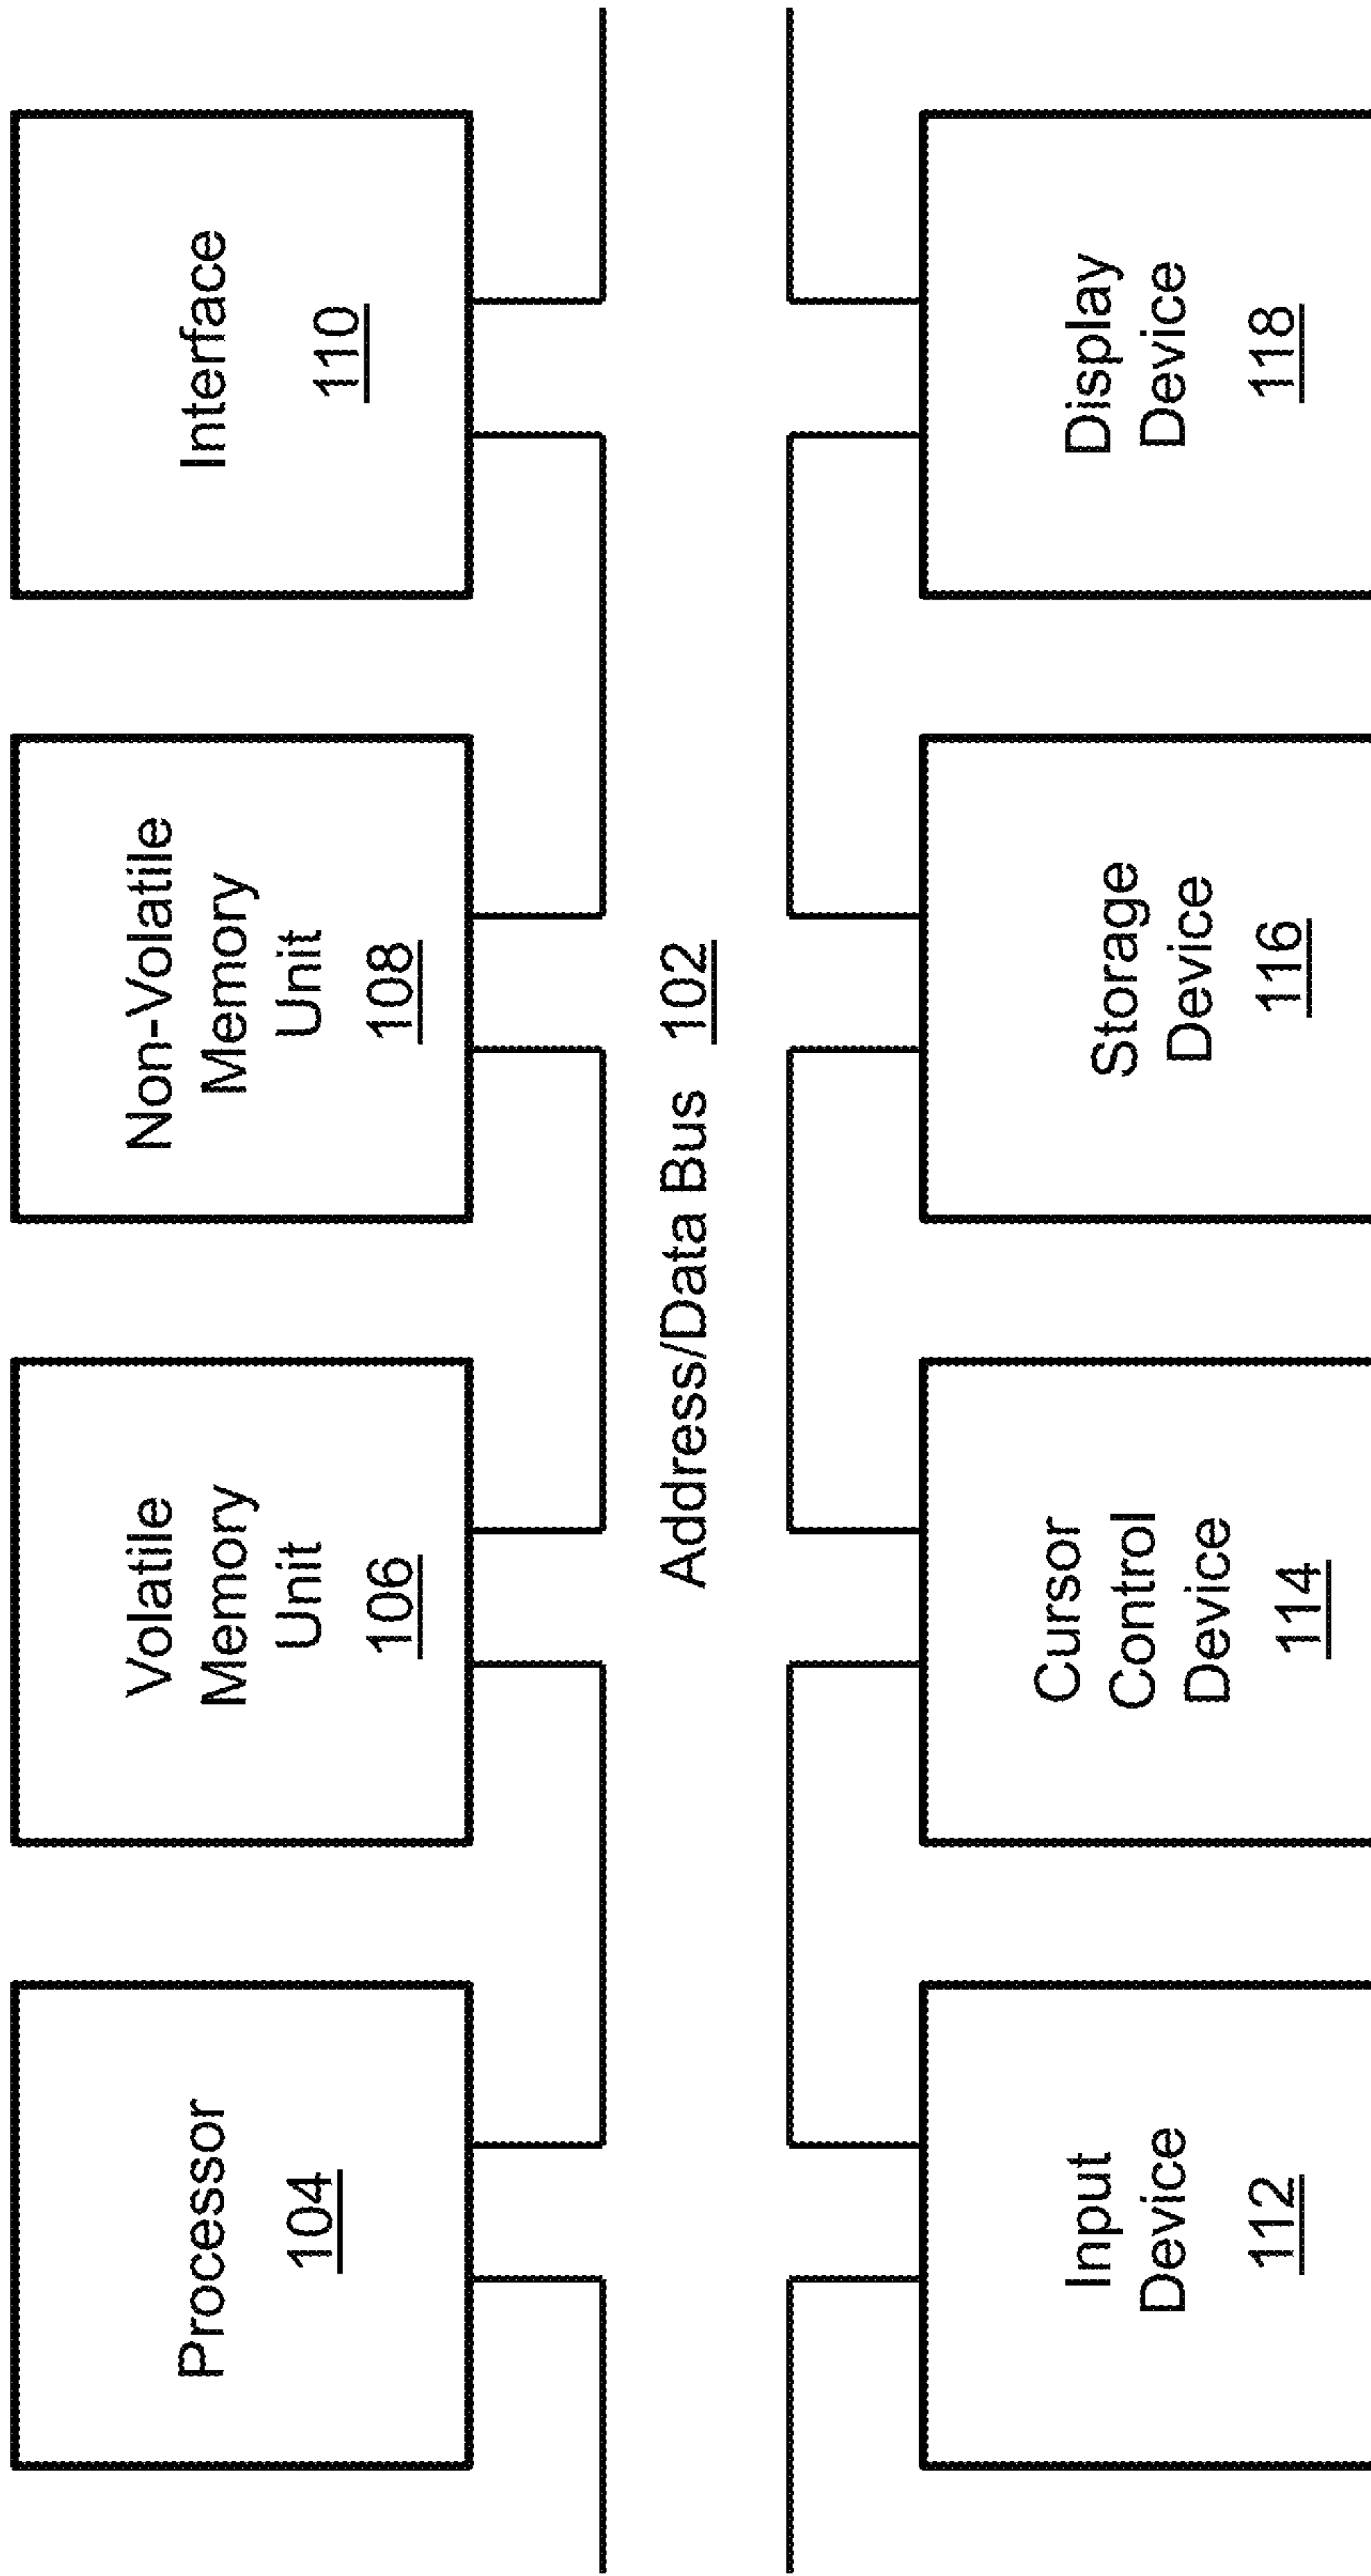 Processor
104
Volatile
Memory
Unit
106
Non-Volatile
Memory
Unit
108
Interface
110
Address/Data Bus 102
Input
Device
112
Cursor
Control
Device
114
Storage
Device
116
Display
Device
118